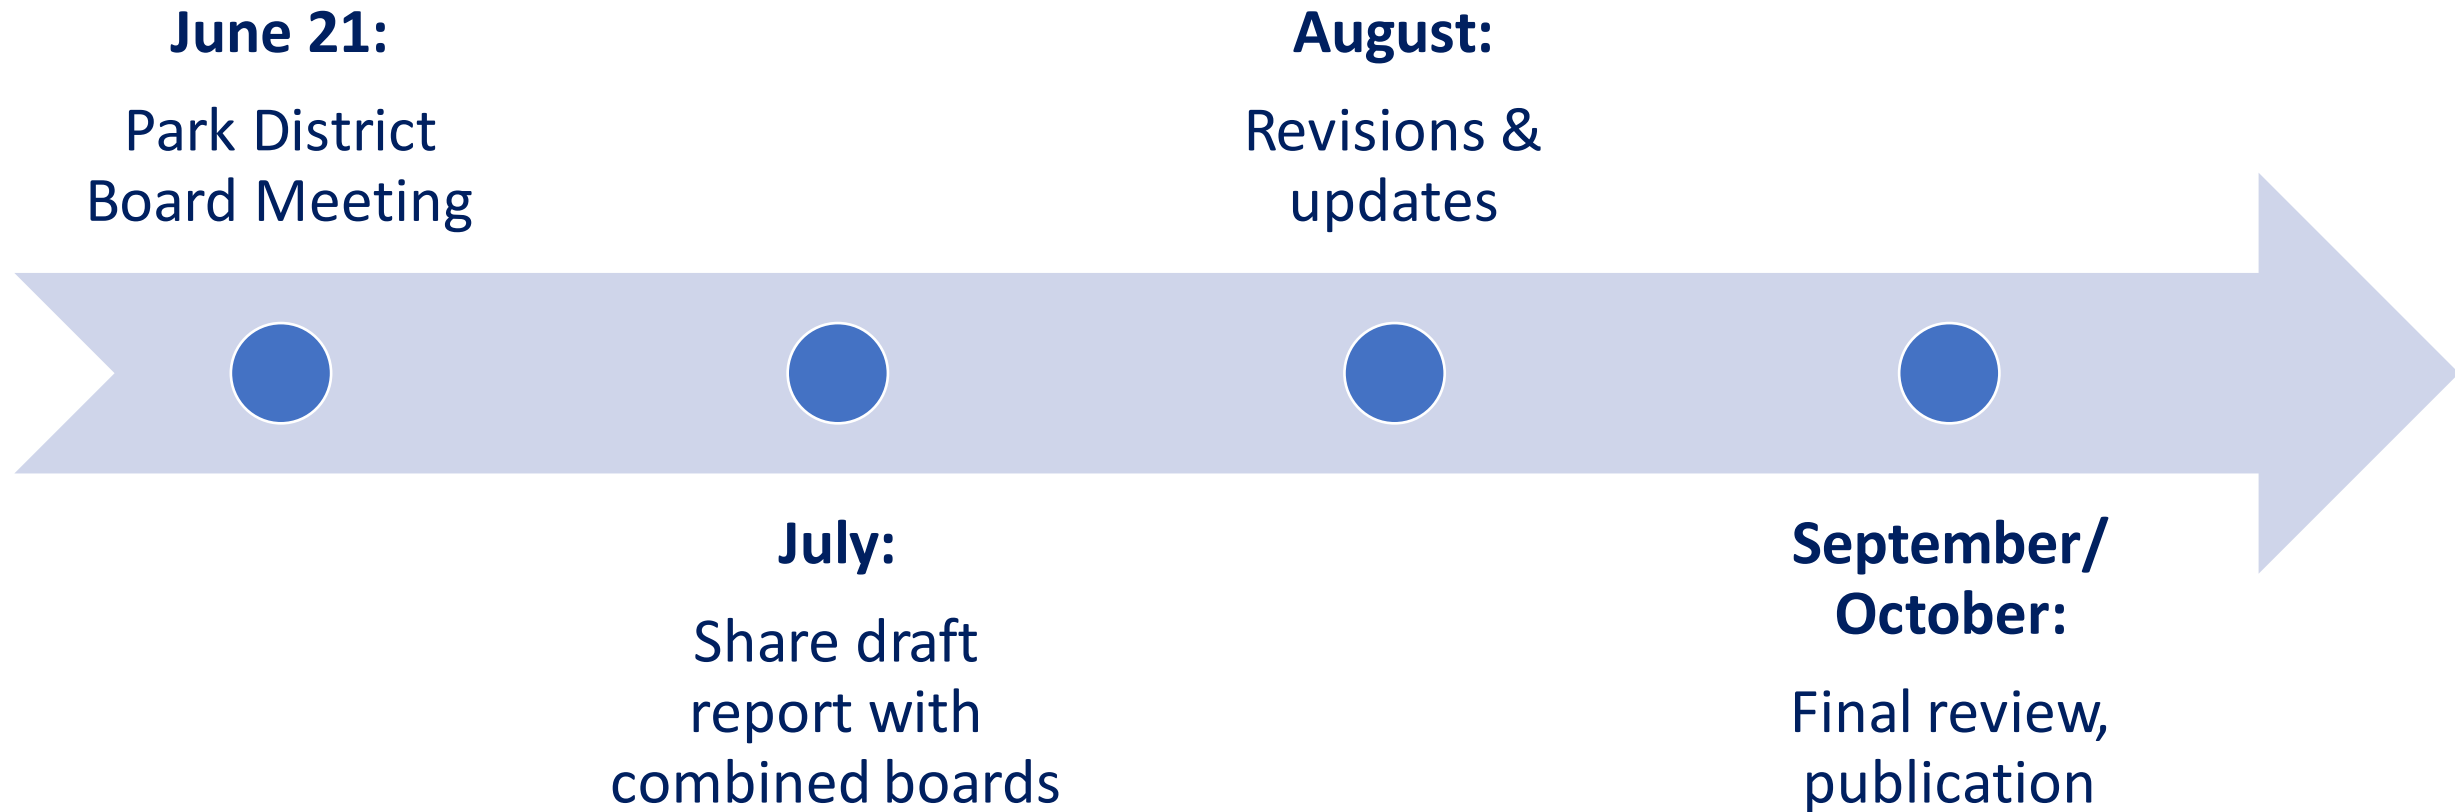 June 21:
Park District
Board Meeting
July:
Share draft
report with
combined boards
August:
Revisions &
updates
September/
October:
Final review,
publication